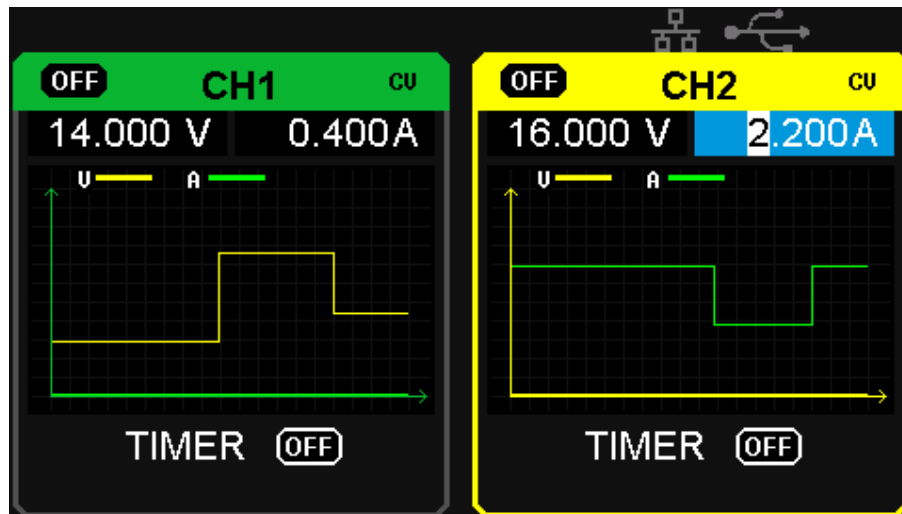 OFF CH1 CV
14.000 V 0.400A
V A
TIMER OFF
OFF CH2 CV
16.000 V 2.200A
V A
TIMER OFF